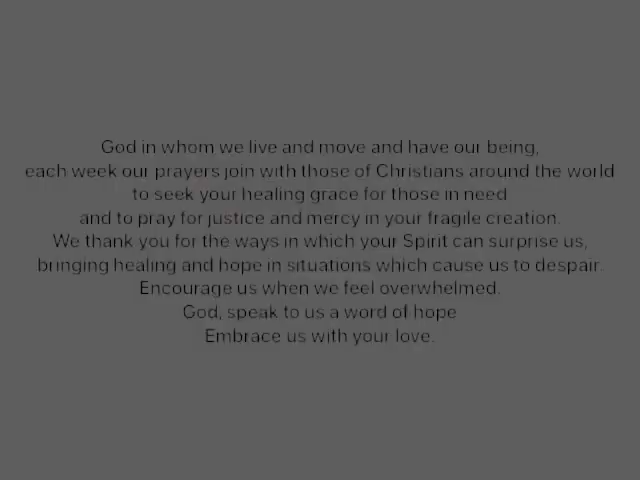 God in whom we live and move and have our being,
each week our prayers join with those of Christians around the world
to seek your healing grace for those in need
and to pray for justice and mercy in your fragile creation.
We thank you for the ways in which your Spirit can surprise us,
bringing healing and hope in situations which cause us to despair.
Encourage us when we feel overwhelmed.
God, speak to us a word of hope
Embrace us with your love.